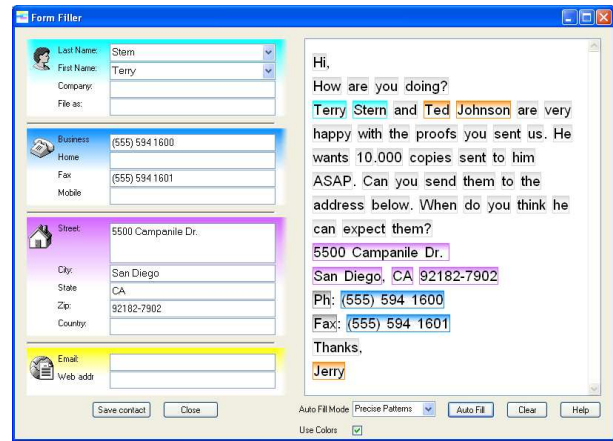 Form Filler
Last Name: Stern
First Name: Terry
Company:
File as:
Business (555) 594 1600
Home
Fax (555) 594 1601
Mobile
Street: 5500 Campanile Dr.
City: San Diego
State CA
Zip: 92182-7902
Country:
Email:
Web addr
Save contact Close
Hi,
How are you doing?
Terry Stern and Ted Johnson are very
happy with the proofs you sent us. He
wants 10.000 copies sent to him
ASAP. Can you send them to the
address below. When do you think he
can expect them?
5500 Campanile Dr.
San Diego, CA 92182-7902
Ph: (555) 594 1600
Fax: (555) 594 1601
Thanks,
Jerry
Auto Fill Mode Precise Patterns Auto Fill Clear Help
Use Colors